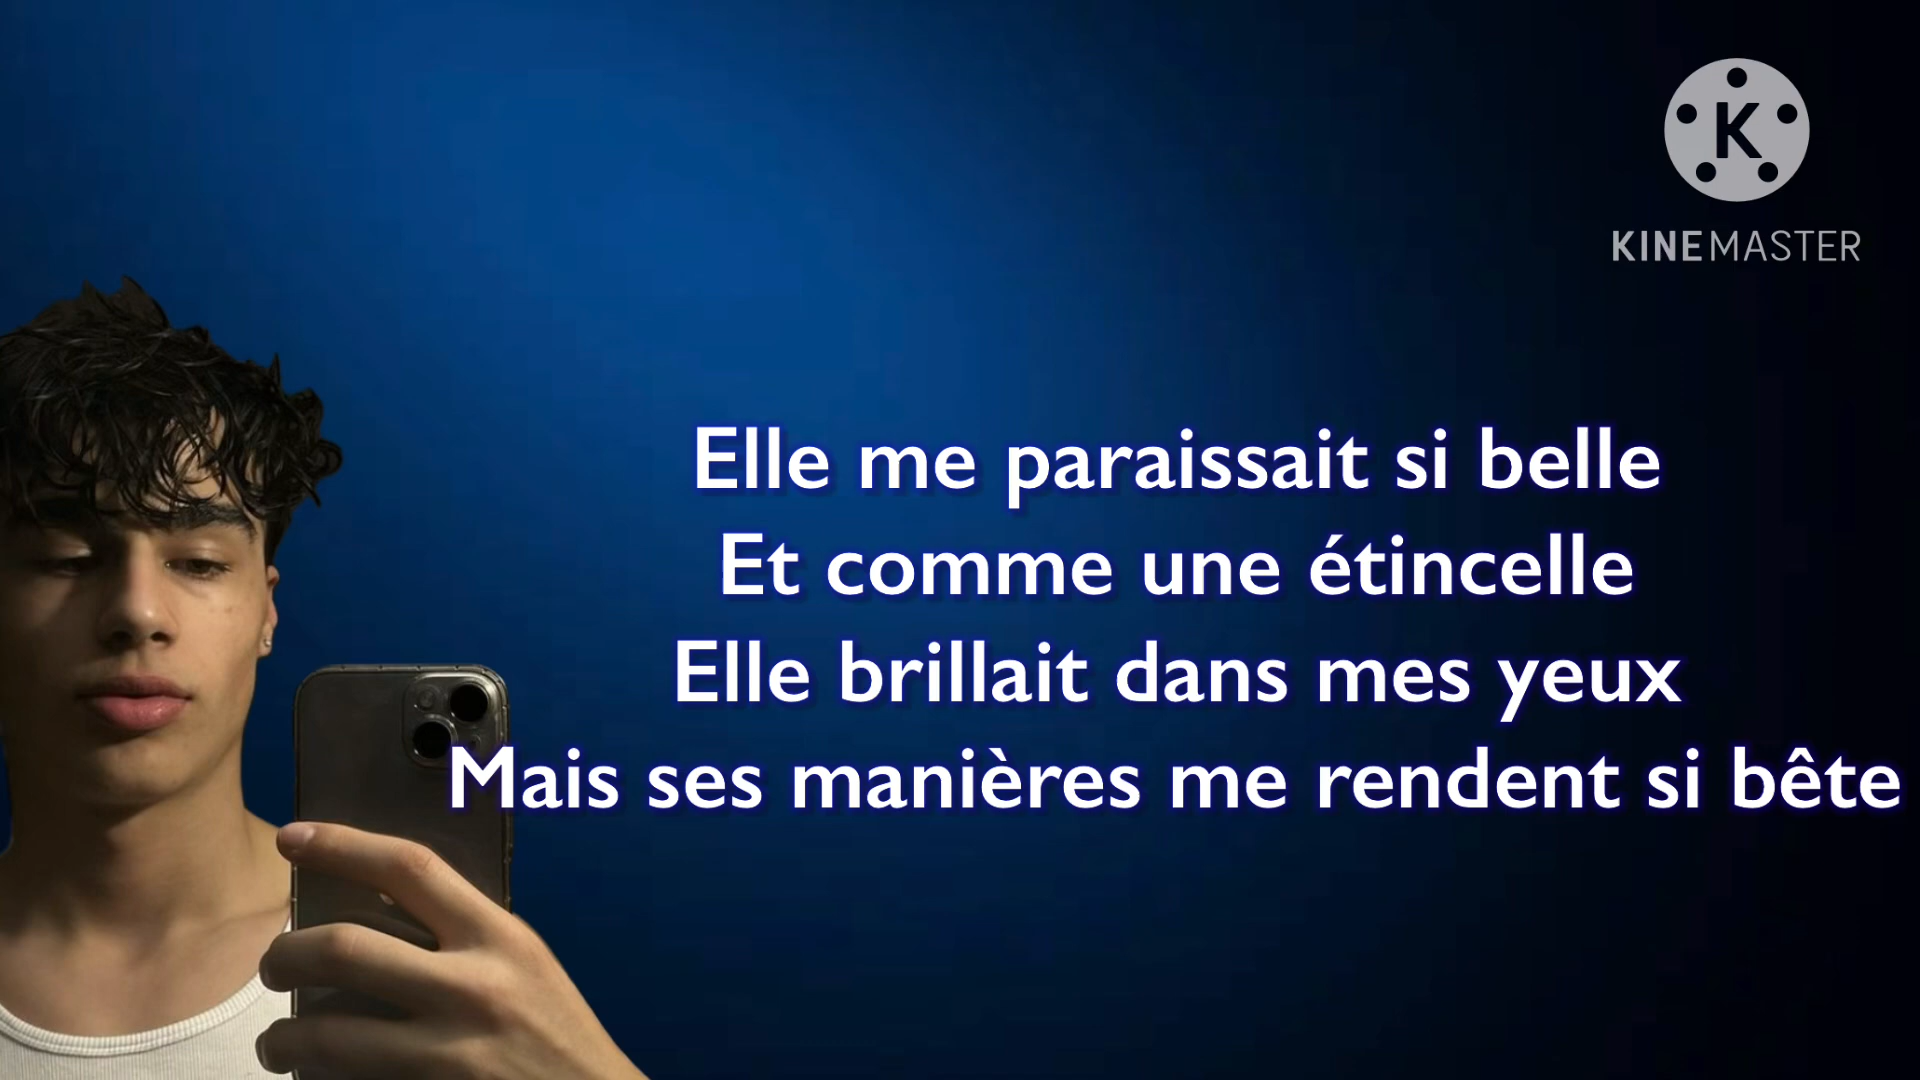 K
KINEMASTER
Elle me paraissait si belle
Et comme une étincelle
Elle brillait dans mes yeux
Mais ses manières me rendent si bête